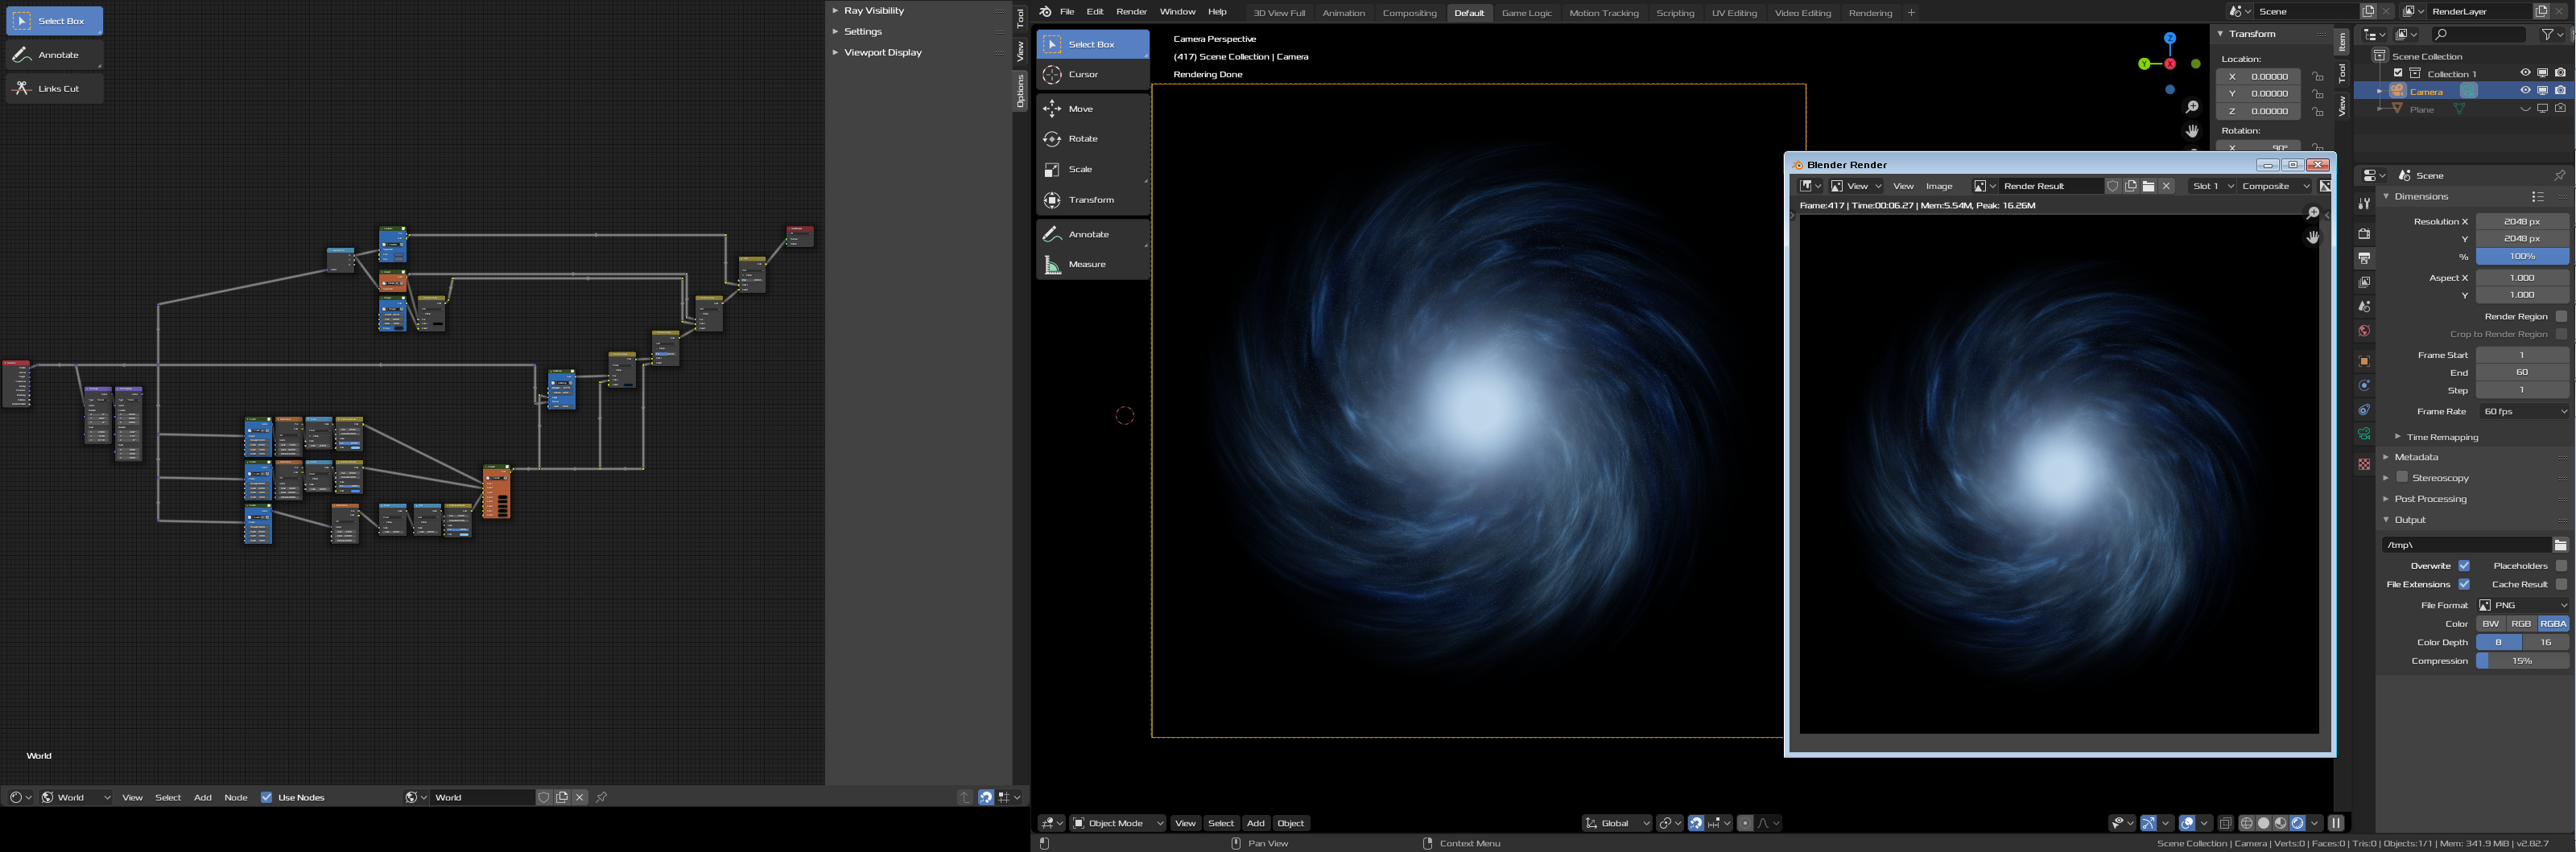 Select Box
Annotate
Links Cut
Ray Visibility
Settings
Viewport Display
Tool
View
Options
World
World
View
Select
Add
Node
Use Nodes
World
File
Edit
Render
Window
Help
3D View Full
Animation
Compositing
Default
Game Logic
Motion Tracking
Scripting
UV Editing
Video Editing
Rendering
+
Scene
RenderLayer
Select Box
Cursor
Move
Rotate
Scale
Transform
Annotate
Measure
Camera Perspective
(417) Scene Collection | Camera
Rendering Done
Z
Y
X
Transform
Location:
X 0.00000
Y 0.00000
Z 0.00000
Rotation:
X 90°
Item
Tool
View
Blender Render
View
View
Image
Render Result
Slot 1
Composite
Frame:417 | Time:00:06.27 | Mem:5.54M, Peak: 16.26M
Object Mode
View
Select
Add
Object
Global
Pan View
Context Menu
Scene Collection | Camera | Verts:0 | Faces:0 | Tris:0 | Objects:1/1 | Mem: 341.9 MiB | v2.82.7
Scene Collection
Collection 1
Camera
Plane
Scene
Dimensions
Resolution X 2048 px
Y 2048 px
% 100%
Aspect X 1.000
Y 1.000
Render Region
Crop to Render Region
Frame Start 1
End 60
Step 1
Frame Rate 60 fps
Time Remapping
Metadata
Stereoscopy
Post Processing
Output
/tmp\
Overwrite
Placeholders
File Extensions
Cache Result
File Format PNG
Color BW RGB RGBA
Color Depth 8 16
Compression 15%